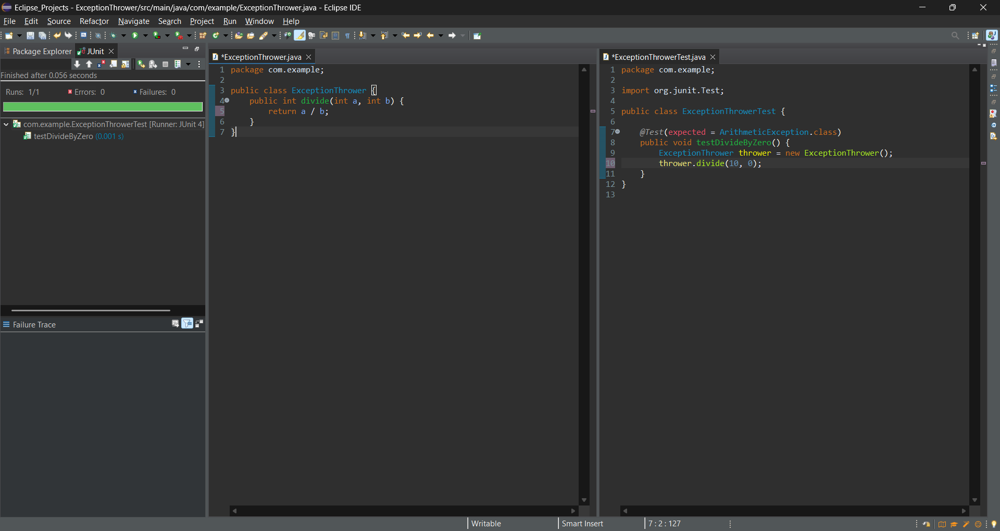 Eclipse_Projects - ExceptionThrower/src/main/java/com/example/ExceptionThrower.java - Eclipse IDE
File Edit Source Refactor Navigate Search Project Run Window Help
Package Explorer JUnit
Finished after 0.056 seconds
Runs: 1/1 Errors: 0 Failures: 0
com.example.ExceptionThrowerTest [Runner: JUnit 4]
testDivideByZero (0.001 s)
Failure Trace
*ExceptionThrower.java
1 package com.example;
2
3 public class ExceptionThrower {
4     public int divide(int a, int b) {
5         return a / b;
6     }
7 }
*ExceptionThrowerTest.java
1 package com.example;
2
3 import org.junit.Test;
4
5 public class ExceptionThrowerTest {
6
7     @Test(expected = ArithmeticException.class)
8     public void testDivideByZero() {
9         ExceptionThrower thrower = new ExceptionThrower();
10         thrower.divide(10, 0);
11     }
12 }
13
Writable Smart Insert 7 : 2 : 127